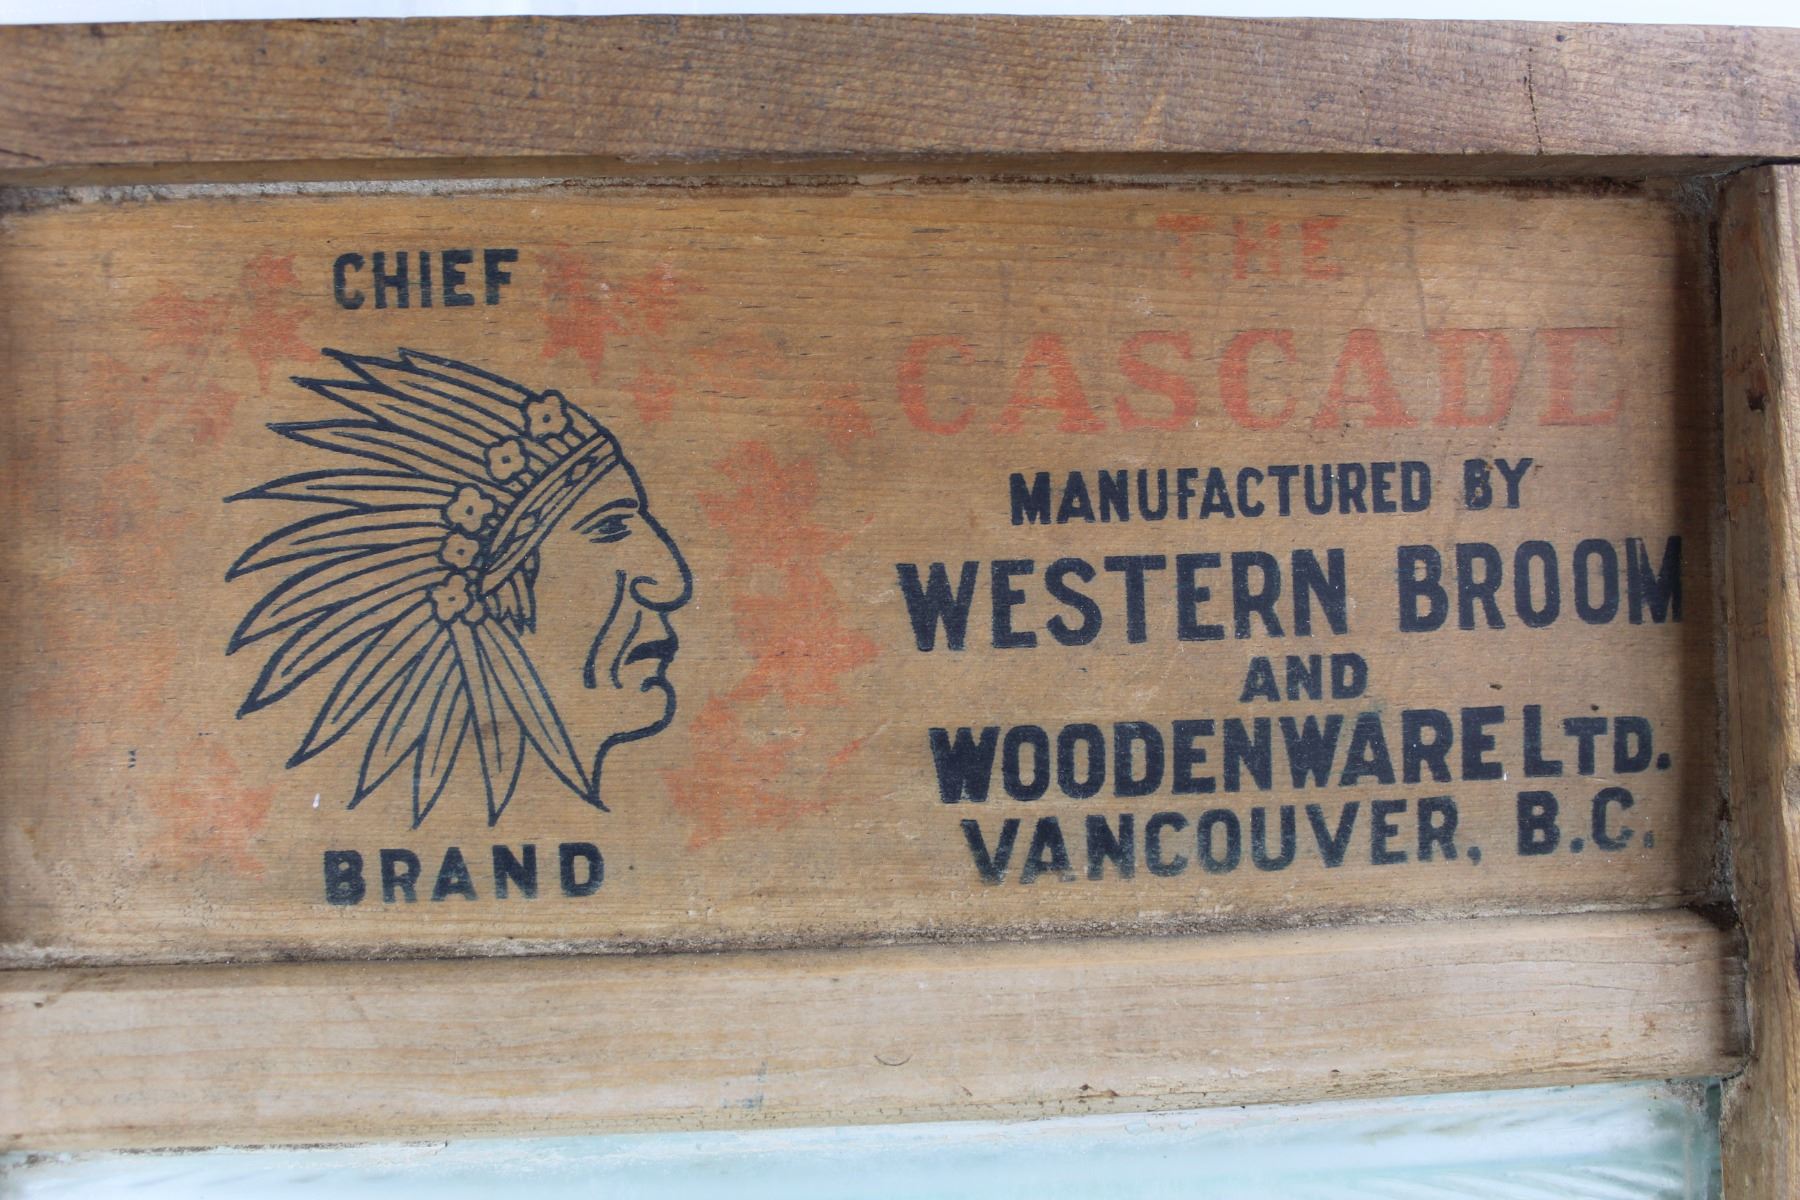 CHIEF
BRAND
THE
CASCADE
MANUFACTURED BY
WESTERN BROOM
AND
WOODENWARE LTD.
VANCOUVER, B.C.